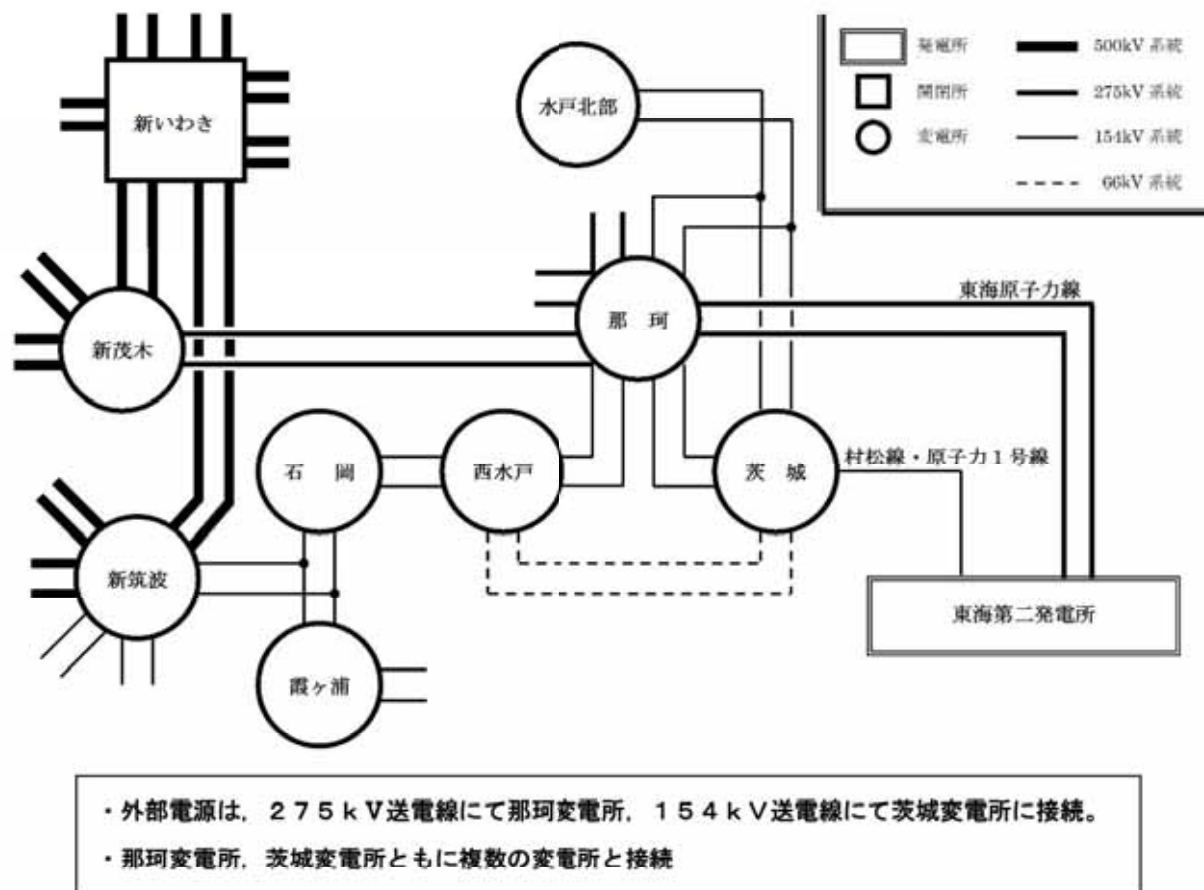 新いわき
水戸北部
発電所
500kV 系統
開閉所
275kV 系統
変電所
154kV 系統
66kV 系統
東海原子力線
那 珂
新茂木
石 岡
西水戸
茨 城
村松線・原子力1号線
新筑波
東海第二発電所
霞ヶ浦
・外部電源は，２７５ｋＶ送電線にて那珂変電所，１５４ｋＶ送電線にて茨城変電所に接続。
・那珂変電所，茨城変電所ともに複数の変電所と接続